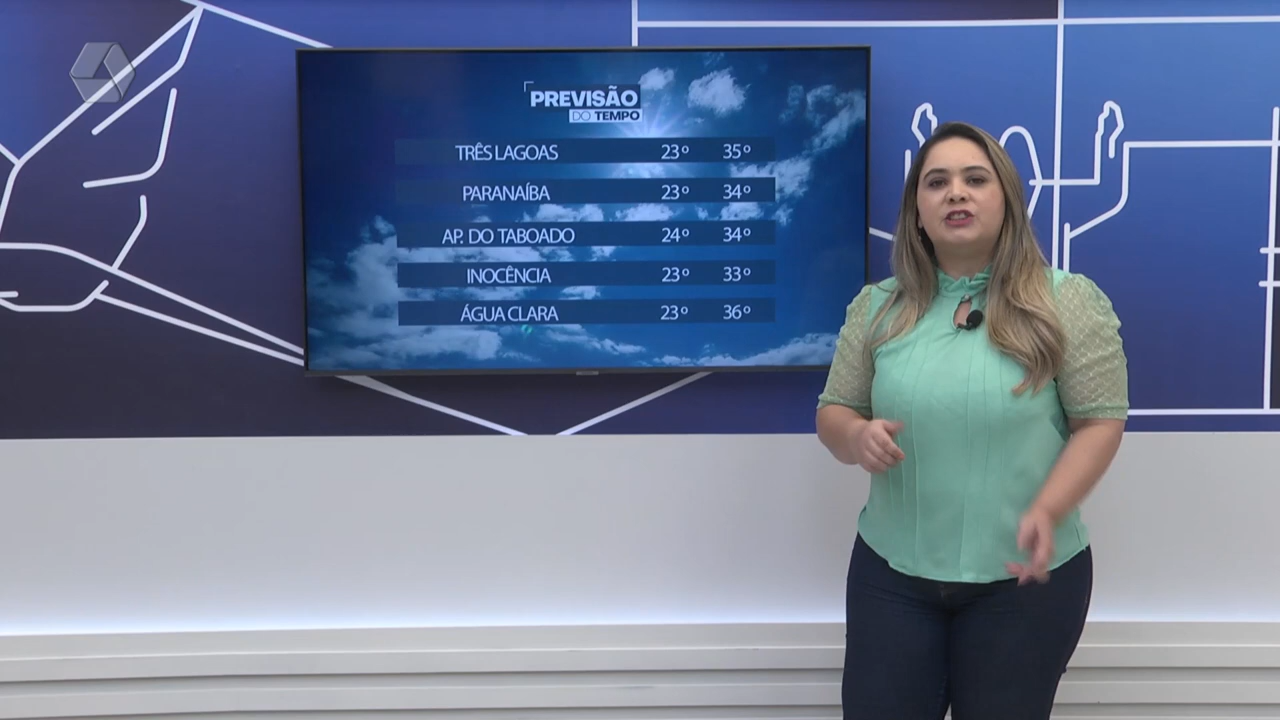 PREVISÃO
DO TEMPO
TRÊS LAGOAS 23º 35º
PARANAÍBA 23º 34º
AP. DO TABOADO 24º 34º
INOCÊNCIA 23º 33º
ÁGUA CLARA 23º 36º